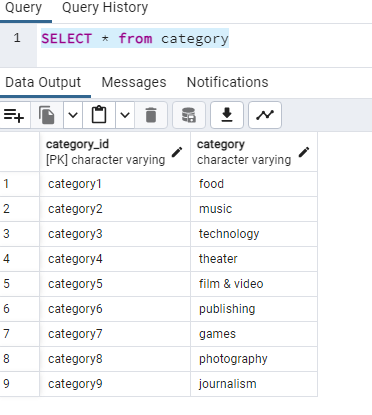 Query Query History
1 SELECT * from category
Data Output Messages Notifications
category_id category
[PK] character varying character varying
1 category1 food
2 category2 music
3 category3 technology
4 category4 theater
5 category5 film & video
6 category6 publishing
7 category7 games
8 category8 photography
9 category9 journalism